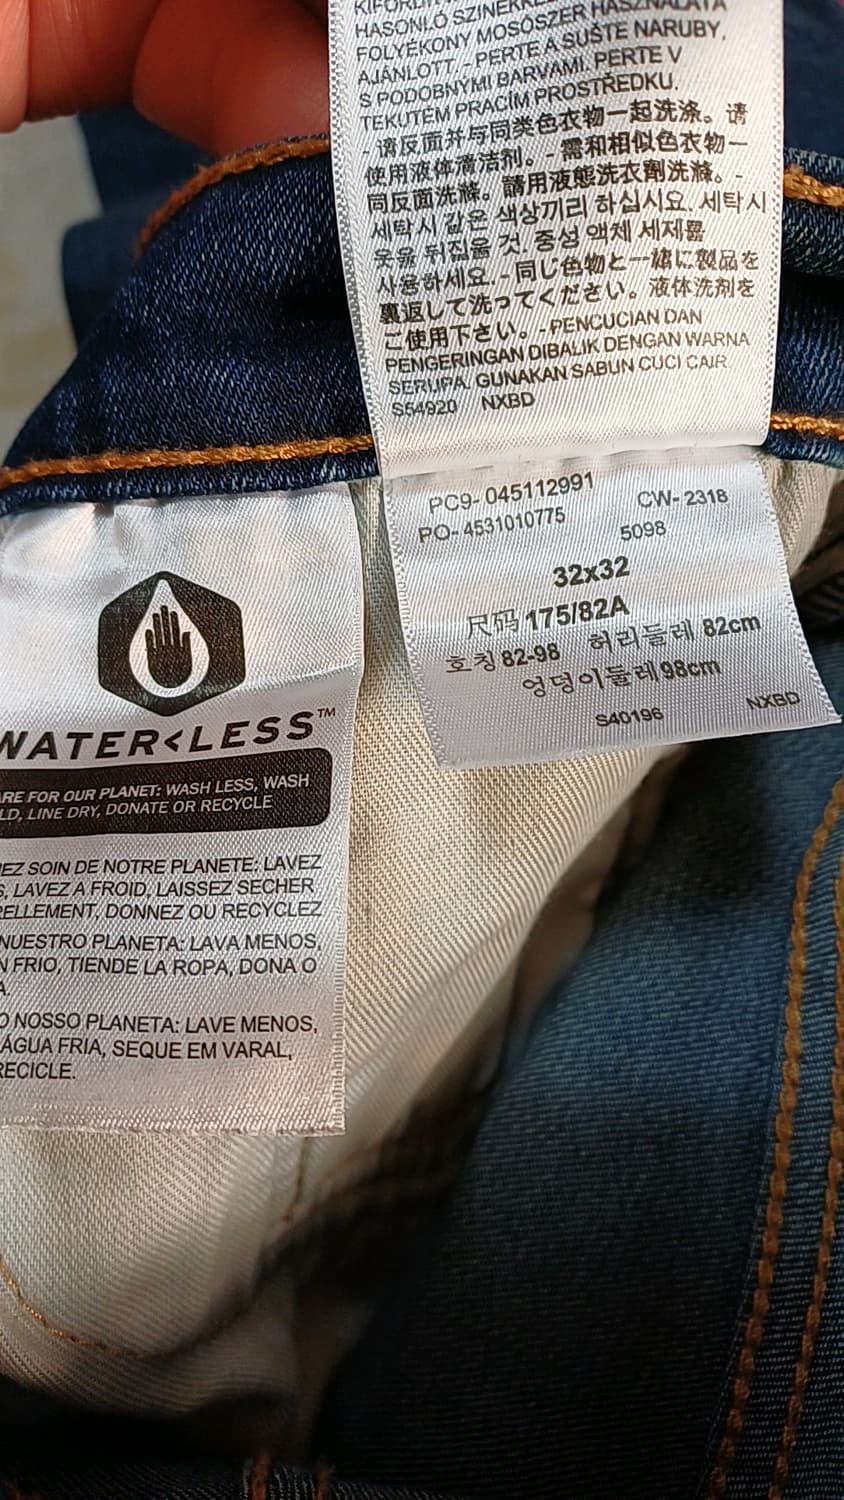 HASONLÓ SZÍNEKKEL
FOLYÉKONY MOSÓSZER HASZNÁLATA
AJÁNLOTT. - PERTE A SUŠTE NARUBY,
S PODOBNÝMI BARVAMI. PERTE V
TEKUTÉM PRACÍM PROSTŘEDKU.
-请反面并与同类色衣物一起洗涤。请
使用液体清洁剂。- 需和相似色衣物一
同反面洗滌。請用液態洗衣劑洗滌。-
세탁시 같은 색상끼리 하십시요. 세탁시
옷을 뒤집을 것. 중성 액체 세제를
사용하세요. - 同じ色物と一緒に製品を
裏返して洗ってください。液体洗剤を
ご使用下さい。- PENCUCIAN DAN
PENGERINGAN DIBALIK DENGAN WARNA
SERUPA. GUNAKAN SABUN CUCI CAIR.
S54920 NXBD
PC9- 045112991
PO- 4531010775
CW- 2318
5098
32x32
尺码 175/82A
호칭 82-98 허리둘레 82cm
엉덩이둘레 98cm
S40196 NXBD
WATER<LESS™
ARE FOR OUR PLANET: WASH LESS, WASH
LD, LINE DRY, DONATE OR RECYCLE
EZ SOIN DE NOTRE PLANETE: LAVEZ
S, LAVEZ A FROID, LAISSEZ SECHER
RELLEMENT, DONNEZ OU RECYCLEZ
NUESTRO PLANETA: LAVA MENOS,
N FRIO, TIENDE LA ROPA, DONA O
A.
O NOSSO PLANETA: LAVE MENOS,
ÁGUA FRIA, SEQUE EM VARAL,
RECICLE.